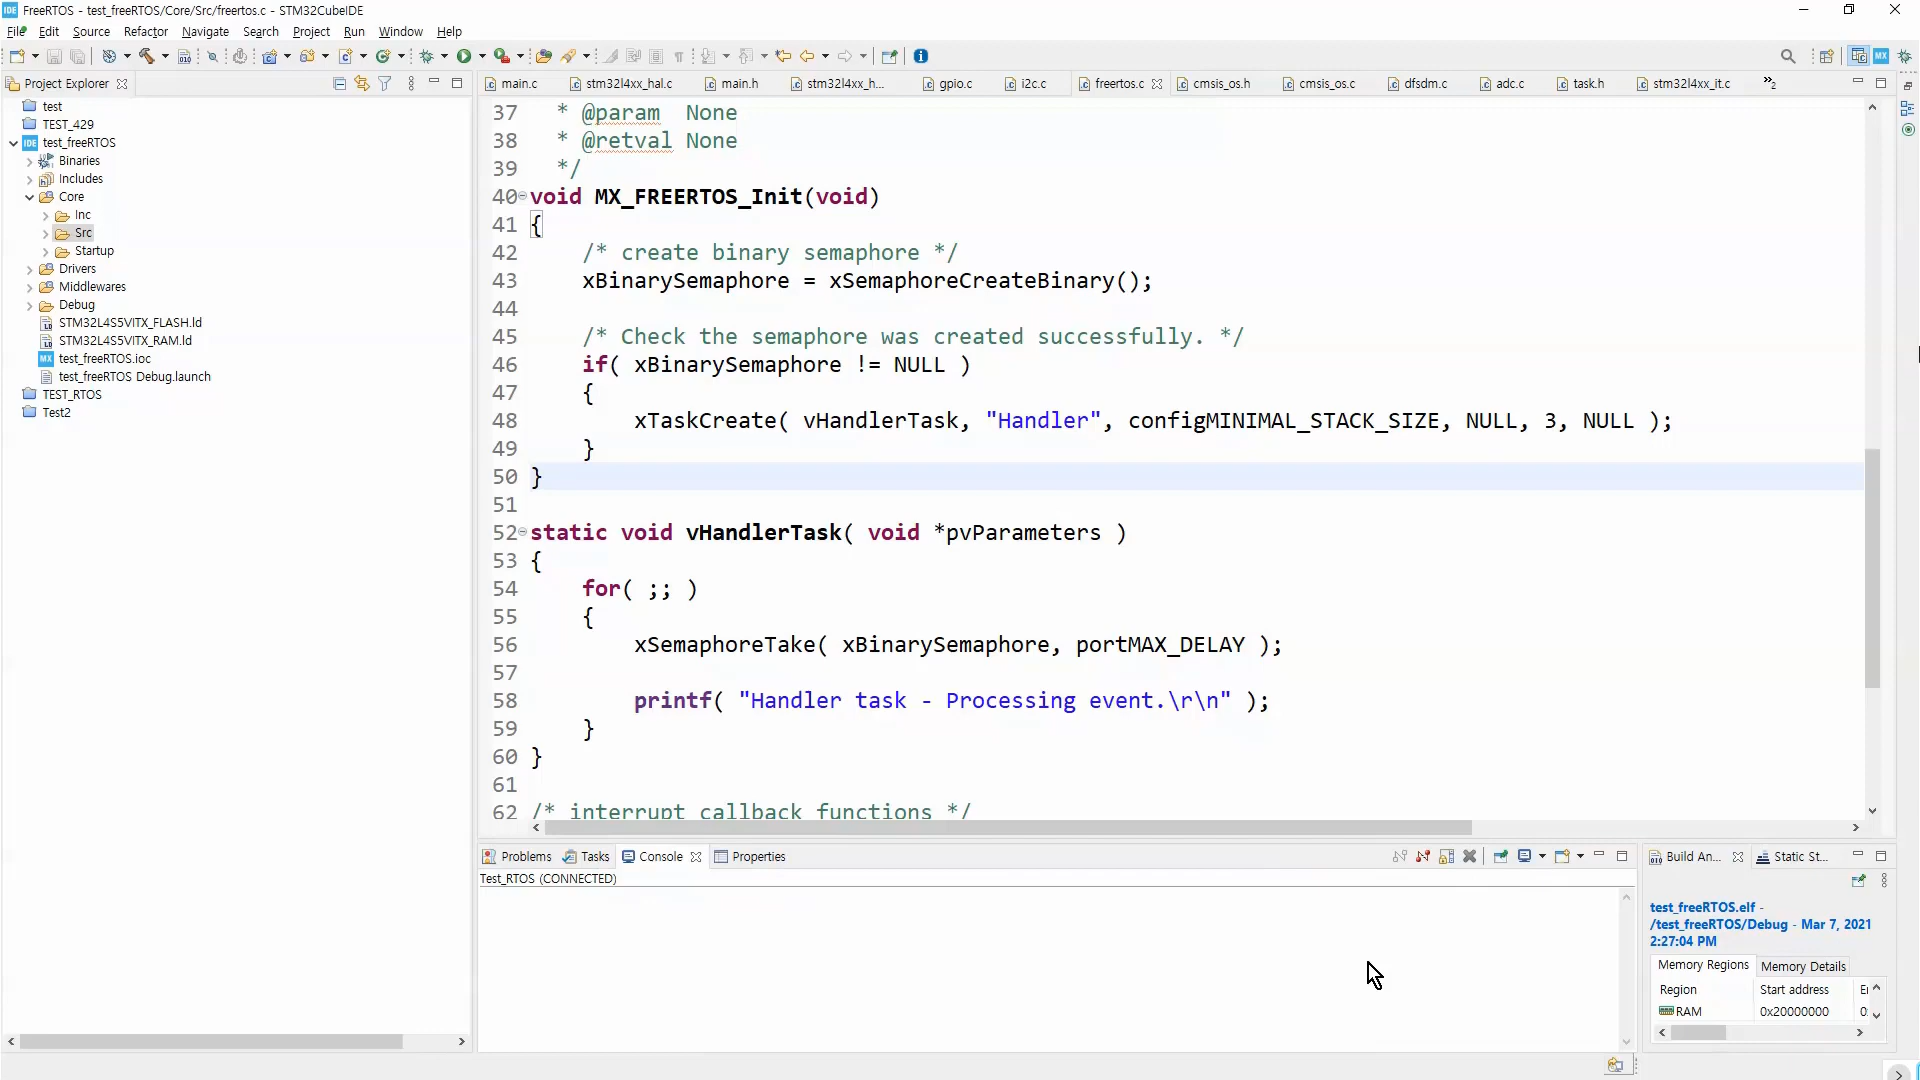 FreeRTOS - test_freeRTOS/Core/Src/freertos.c - STM32CubeIDE
File Edit Source Refactor Navigate Search Project Run Window Help
Project Explorer
main.c stm32l4xx_hal.c main.h stm32l4xx_h... gpio.c i2c.c freertos.c cmsis_os.h cmsis_os.c dfsdm.c adc.c task.h stm32l4xx_it.c »2
test
TEST_429
test_freeRTOS
Binaries
Includes
Core
Inc
Src
Startup
Drivers
Middlewares
Debug
STM32L4S5VITX_FLASH.ld
STM32L4S5VITX_RAM.ld
test_freeRTOS.ioc
test_freeRTOS Debug.launch
TEST_RTOS
Test2
37 * @param None
38 * @retval None
39 */
40 void MX_FREERTOS_Init(void)
41 {
42 /* create binary semaphore */
43 xBinarySemaphore = xSemaphoreCreateBinary();
44
45 /* Check the semaphore was created successfully. */
46 if( xBinarySemaphore != NULL )
47 {
48 xTaskCreate( vHandlerTask, "Handler", configMINIMAL_STACK_SIZE, NULL, 3, NULL );
49 }
50 }
51
52 static void vHandlerTask( void *pvParameters )
53 {
54 for( ;; )
55 {
56 xSemaphoreTake( xBinarySemaphore, portMAX_DELAY );
57
58 printf( "Handler task - Processing event.\r\n" );
59 }
60 }
61
62 /* interrupt callback functions */
Problems Tasks Console Properties
Test_RTOS (CONNECTED)
Build An... Static St...
test_freeRTOS.elf -
/test_freeRTOS/Debug - Mar 7, 2021
2:27:04 PM
Memory Regions Memory Details
Region Start address
RAM 0x20000000 0